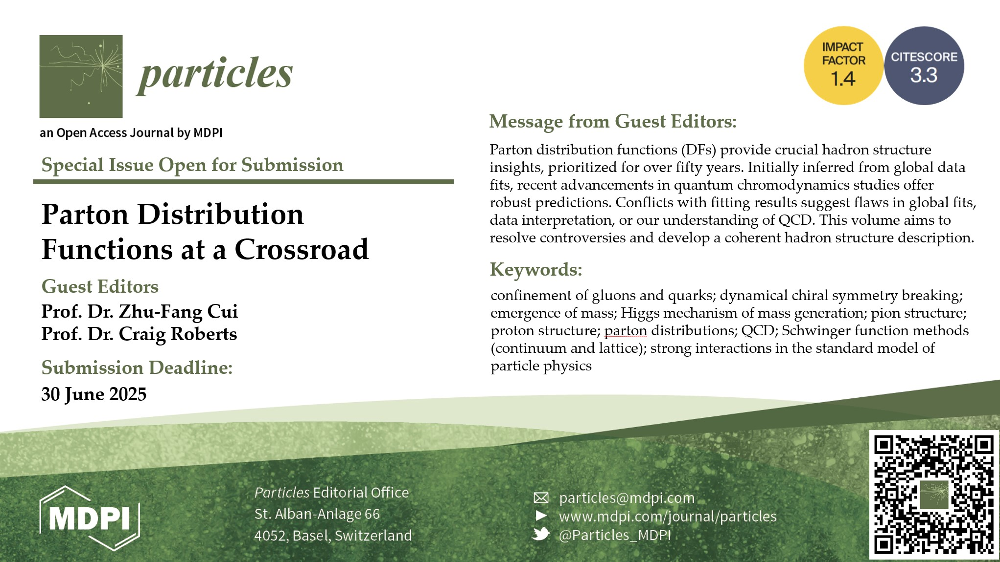 particles
an Open Access Journal by MDPI
Special Issue Open for Submission
Parton Distribution
Functions at a Crossroad
Guest Editors
Prof. Dr. Zhu-Fang Cui
Prof. Dr. Craig Roberts
Submission Deadline:
30 June 2025
IMPACT
FACTOR
1.4
CITESCORE
3.3
Message from Guest Editors:
Parton distribution functions (DFs) provide crucial hadron structure
insights, prioritized for over fifty years. Initially inferred from global data
fits, recent advancements in quantum chromodynamics studies offer
robust predictions. Conflicts with fitting results suggest flaws in global fits,
data interpretation, or our understanding of QCD. This volume aims to
resolve controversies and develop a coherent hadron structure description.
Keywords:
confinement of gluons and quarks; dynamical chiral symmetry breaking;
emergence of mass; Higgs mechanism of mass generation; pion structure;
proton structure; parton distributions; QCD; Schwinger function methods
(continuum and lattice); strong interactions in the standard model of
particle physics
MDPI
Particles Editorial Office
St. Alban-Anlage 66
4052, Basel, Switzerland
particles@mdpi.com
www.mdpi.com/journal/particles
@Particles_MDPI